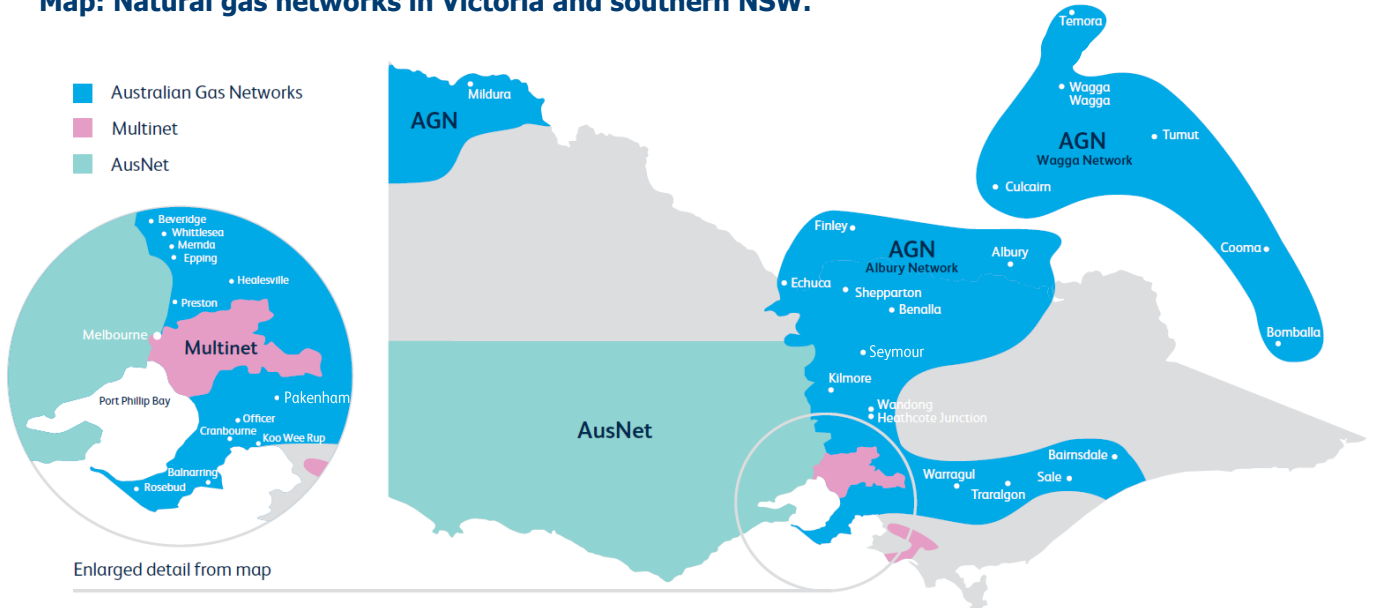 Map: Natural gas networks in Victoria and southern NSW.
Australian Gas Networks
Multinet
AusNet
Beveridge
Whittlesea
Mernda
Epping
Healesville
Preston
Melbourne
Multinet
Port Phillip Bay
Pakenham
Officer
Cranbourne
Koo Wee Rup
Balnarring
Rosebud
Enlarged detail from map
Mildura
AGN
AusNet
Finley
AGN
Albury Network
Albury
Echuca
Shepparton
Benalla
Seymour
Kilmore
Wandong
Heathcote Junction
Warragul
Traralgon
Sale
Bairnsdale
Temora
Wagga
Wagga
AGN
Wagga Network
Tumut
Culcairn
Cooma
Bomballa